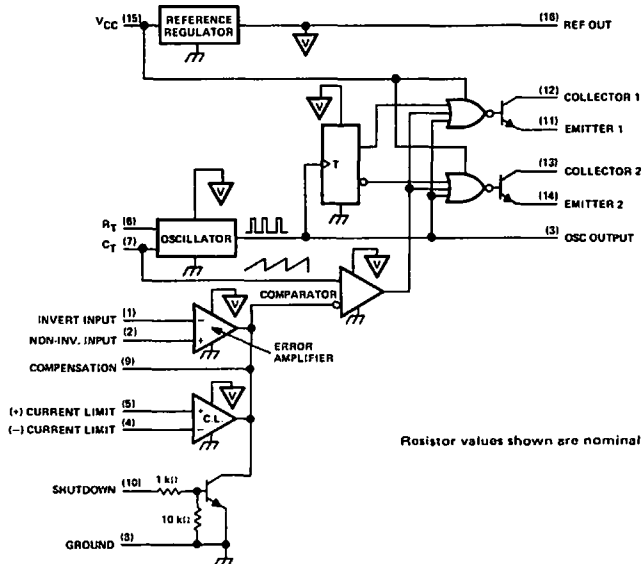 VCC (15)
REFERENCE
REGULATOR
(16) REF OUT
V
(12) COLLECTOR 1
(11) EMITTER 1
V
T
(13) COLLECTOR 2
(14) EMITTER 2
V
RT (6)
CT (7)
OSCILLATOR
(3) OSC OUTPUT
V
COMPARATOR
V
INVERT INPUT (1)
NON-INV. INPUT (2)
- +
ERROR
AMPLIFIER
COMPENSATION (9)
V
(+) CURRENT LIMIT (5)
(−) CURRENT LIMIT (4)
+ C.L. -
Resistor values shown are nominal
SHUTDOWN (10)
1 kΩ
10 kΩ
GROUND (8)